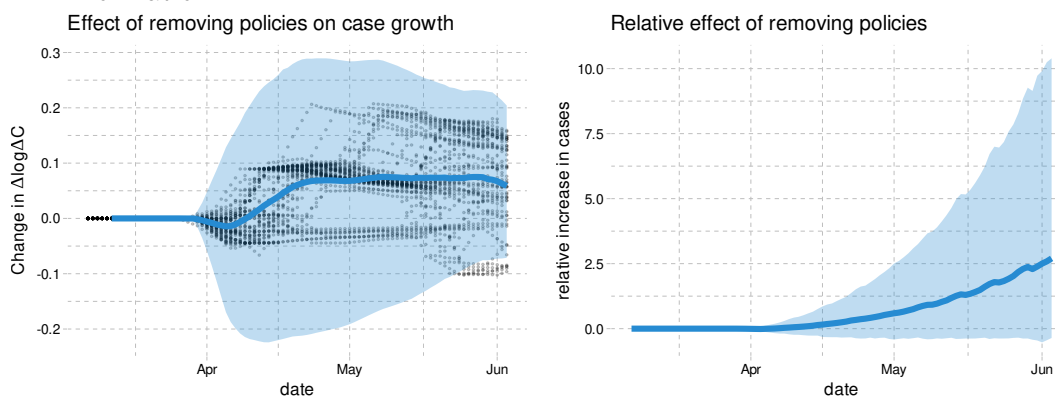 Effect of removing policies on case growth
Change in ΔlogΔC
0.3
0.2
0.1
0.0
-0.1
-0.2
Apr
May
Jun
date
Relative effect of removing policies
relative increase in cases
10.0
7.5
5.0
2.5
0.0
Apr
May
Jun
date